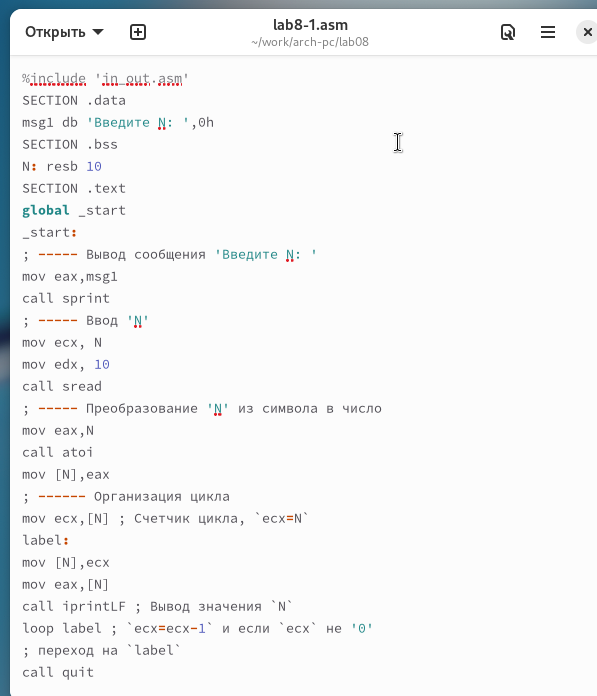 Открыть
lab8-1.asm
~/work/arch-pc/lab08
%include 'in_out.asm'
SECTION .data
msg1 db 'Введите N: ',0h
SECTION .bss
N: resb 10
SECTION .text
global _start
_start:
; ----- Вывод сообщения 'Введите N: '
mov eax,msg1
call sprint
; ----- Ввод 'N'
mov ecx, N
mov edx, 10
call sread
; ----- Преобразование 'N' из символа в число
mov eax,N
call atoi
mov [N],eax
; ------ Организация цикла
mov ecx,[N] ; Счетчик цикла, `ecx=N`
label:
mov [N],ecx
mov eax,[N]
call iprintLF ; Вывод значения `N`
loop label ; `ecx=ecx-1` и если `ecx` не '0'
; переход на `label`
call quit